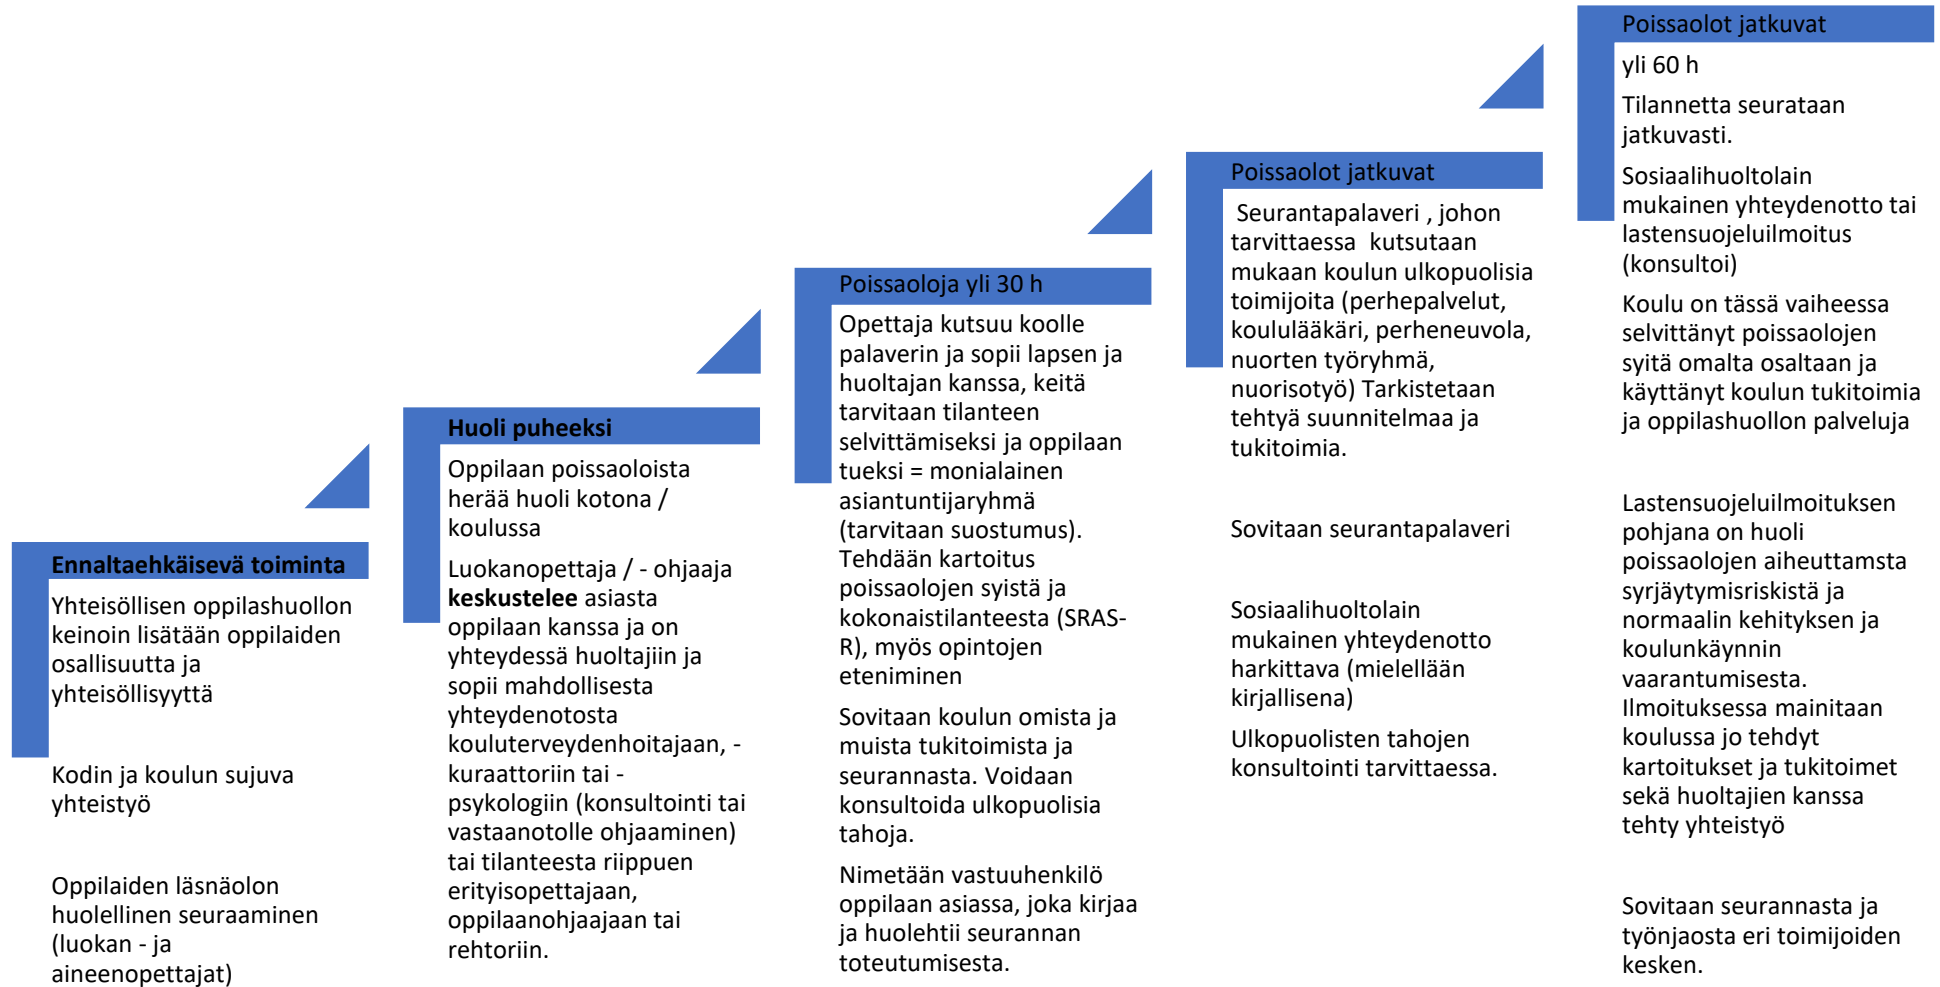 Ennaltaehkäisevä toiminta
Yhteisöllisen oppilashuollon
keinoin lisätään oppilaiden
osallisuutta ja
yhteisöllisyyttä
Kodin ja koulun sujuva
yhteistyö
Oppilaiden läsnäolon
huolellinen seuraaminen
(luokan - ja
aineenopettajat)
Huoli puheeksi
Oppilaan poissaoloista
herää huoli kotona /
koulussa
Luokanopettaja / - ohjaaja
keskustelee asiasta
oppilaan kanssa ja on
yhteydessä huoltajiin ja
sopii mahdollisesta
yhteydenotosta
kouluterveydenhoitajaan, -
kuraattoriin tai -
psykologiin (konsultointi tai
vastaanotolle ohjaaminen)
tai tilanteesta riippuen
erityisopettajaan,
oppilaanohjaajaan tai
rehtoriin.
Poissaoloja yli 30 h
Opettaja kutsuu koolle
palaverin ja sopii lapsen ja
huoltajan kanssa, keitä
tarvitaan tilanteen
selvittämiseksi ja oppilaan
tueksi = monialainen
asiantuntijaryhmä
(tarvitaan suostumus).
Tehdään kartoitus
poissaolojen syistä ja
kokonaistilanteesta (SRAS-
R), myös opintojen
eteniminen
Sovitaan koulun omista ja
muista tukitoimista ja
seurannasta. Voidaan
konsultoida ulkopuolisia
tahoja.
Nimetään vastuuhenkilö
oppilaan asiassa, joka kirjaa
ja huolehtii seurannan
toteutumisesta.
Poissaolot jatkuvat
Seurantapalaveri , johon
tarvittaessa  kutsutaan
mukaan koulun ulkopuolisia
toimijoita (perhepalvelut,
koululääkäri, perheneuvola,
nuorten työryhmä,
nuorisotyö) Tarkistetaan
tehtyä suunnitelmaa ja
tukitoimia.
Sovitaan seurantapalaveri
Sosiaalihuoltolain
mukainen yhteydenotto
harkittava (mielellään
kirjallisena)
Ulkopuolisten tahojen
konsultointi tarvittaessa.
Poissaolot jatkuvat
yli 60 h
Tilannetta seurataan
jatkuvasti.
Sosiaalihuoltolain
mukainen yhteydenotto tai
lastensuojeluilmoitus
(konsultoi)
Koulu on tässä vaiheessa
selvittänyt poissaolojen
syitä omalta osaltaan ja
käyttänyt koulun tukitoimia
ja oppilashuollon palveluja
Lastensuojeluilmoituksen
pohjana on huoli
poissaolojen aiheuttamsta
syrjäytymisriskistä ja
normaalin kehityksen ja
koulunkäynnin
vaarantumisesta.
Ilmoituksessa mainitaan
koulussa jo tehdyt
kartoitukset ja tukitoimet
sekä huoltajien kanssa
tehty yhteistyö
Sovitaan seurannasta ja
työnjaosta eri toimijoiden
kesken.